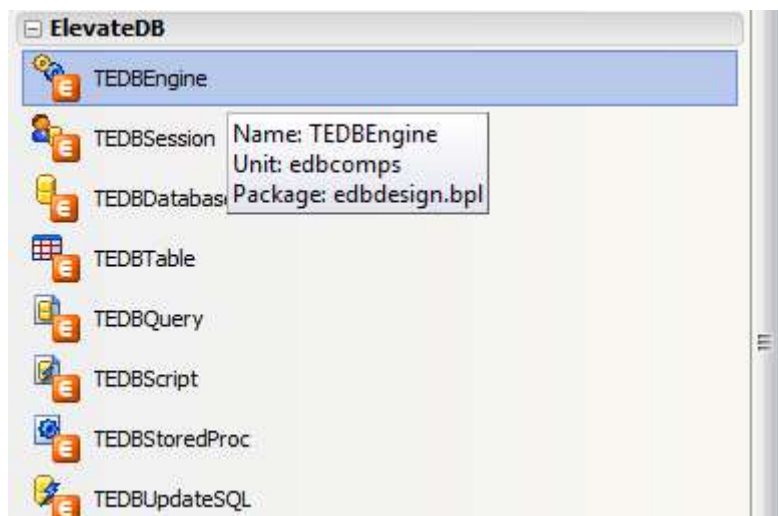 ElevateDB
TEDBEngine
TEDBSession
Name: TEDBEngine
Unit: edbcomps
Package: edbdesign.bpl
TEDBDatabas
TEDBTable
TEDBQuery
TEDBScript
TEDBStoredProc
TEDBUpdateSQL